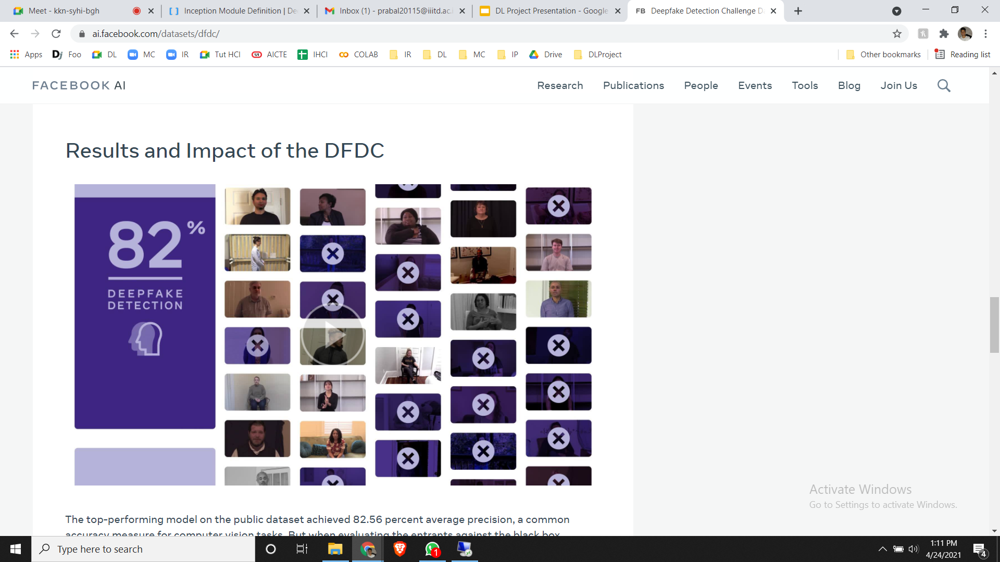 Meet - kkn-syhi-bgh
Inception Module Definition | De
Inbox (1) - prabal20115@iiitd.ac.i
DL Project Presentation - Google
FB Deepfake Detection Challenge D
ai.facebook.com/datasets/dfdc/
Apps
Dj Foo
DL
MC
IR
Tut HCI
AICTE
IHCI
COLAB
IR
DL
MC
IP
Drive
DLProject
Other bookmarks
Reading list
FACEBOOK AI
Research
Publications
People
Events
Tools
Blog
Join Us
Results and Impact of the DFDC
82%
DEEPFAKE
DETECTION
The top-performing model on the public dataset achieved 82.56 percent average precision, a common
accuracy measure for computer vision tasks. But when evaluating the entrants against the black box
Activate Windows
Go to Settings to activate Windows.
Type here to search
1
1:11 PM
4/24/2021
4